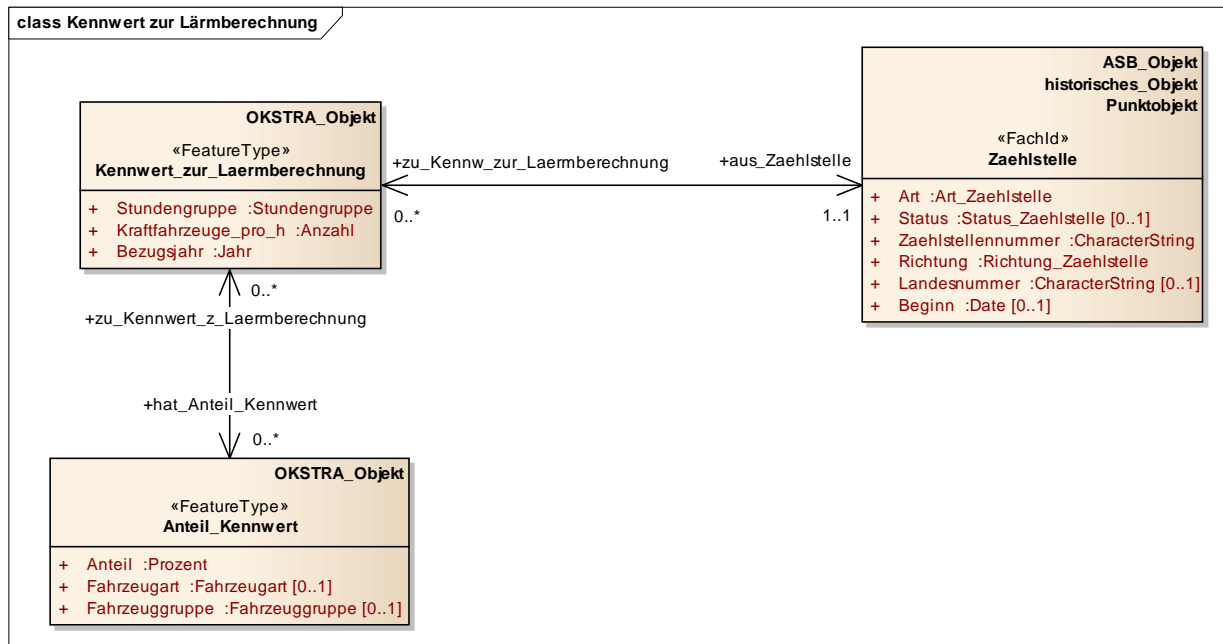 class Kennwert zur Lärmberechnung
OKSTRA_Objekt
«FeatureType»
Kennwert_zur_Laermberechnung
+ Stundengruppe :Stundengruppe
+ Kraftfahrzeuge_pro_h :Anzahl
+ Bezugsjahr :Jahr
+zu_Kennw_zur_Laermberechnung
0..*
+aus_Zaehlstelle
1..1
ASB_Objekt
historisches_Objekt
Punktobjekt
«FachId»
Zaehlstelle
+ Art :Art_Zaehlstelle
+ Status :Status_Zaehlstelle [0..1]
+ Zaehlstellennummer :CharacterString
+ Richtung :Richtung_Zaehlstelle
+ Landesnummer :CharacterString [0..1]
+ Beginn :Date [0..1]
0..*
+zu_Kennwert_z_Laermberechnung
+hat_Anteil_Kennwert
0..*
OKSTRA_Objekt
«FeatureType»
Anteil_Kennwert
+ Anteil :Prozent
+ Fahrzeugart :Fahrzeugart [0..1]
+ Fahrzeuggruppe :Fahrzeuggruppe [0..1]